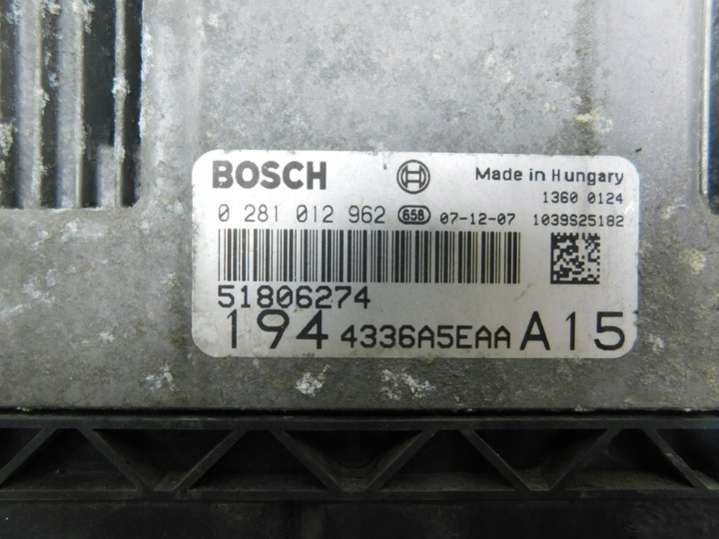 BOSCH Made in Hungary
1360 0124
0 281 012 962 658 07-12-07 1039S25182
51806274
194 4336A5EAA A15